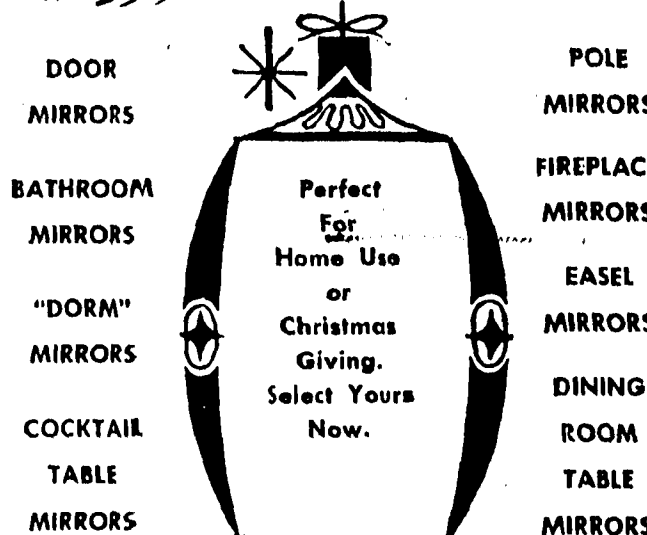 DOOR
MIRRORS
BATHROOM
MIRRORS
"DORM"
MIRRORS
COCKTAIL
TABLE
MIRRORS
Perfect
For
Home Use
or
Christmas
Giving.
Select Yours
Now.
POLE
MIRRORS
FIREPLAC
MIRRORS
EASEL
MIRRORS
DINING
ROOM
TABLE
MIRRORS